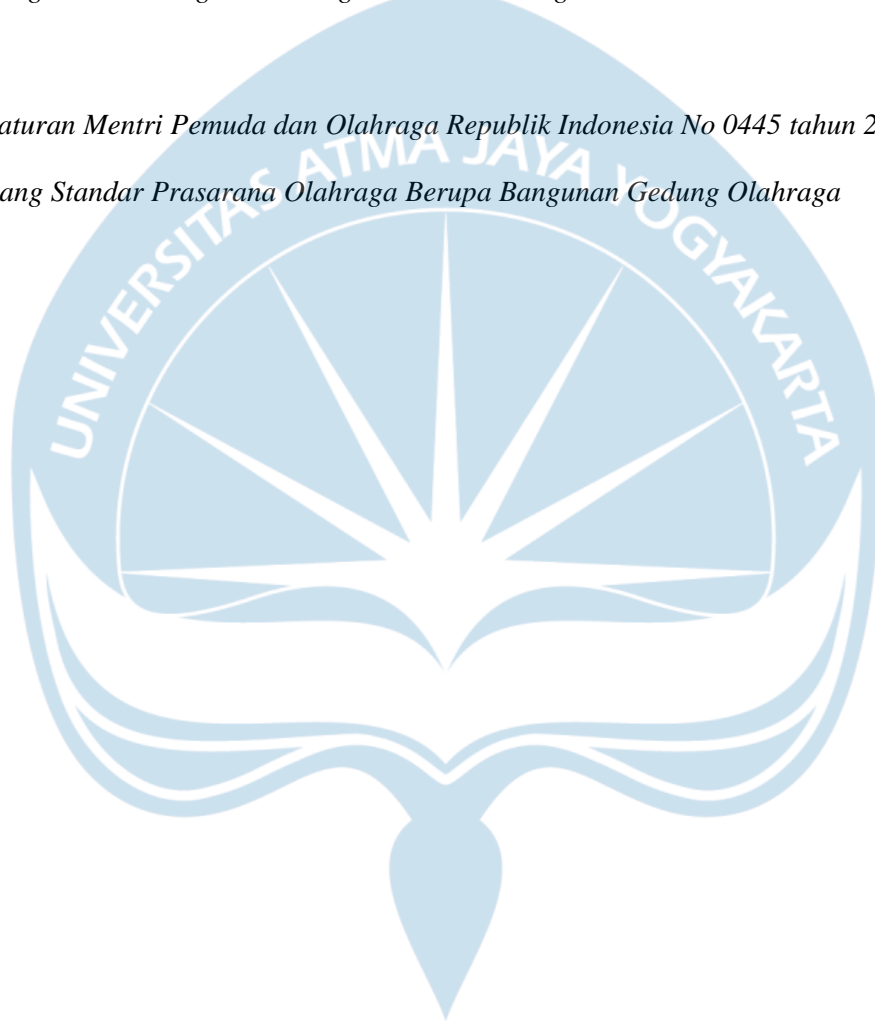 aturan Mentri Pemuda dan Olahraga Republik Indonesia No 0445 tahun 2
ang Standar Prasarana Olahraga Berupa Bangunan Gedung Olahraga
UNIVERSITAS ATMA JAYA YOGYAKARTA